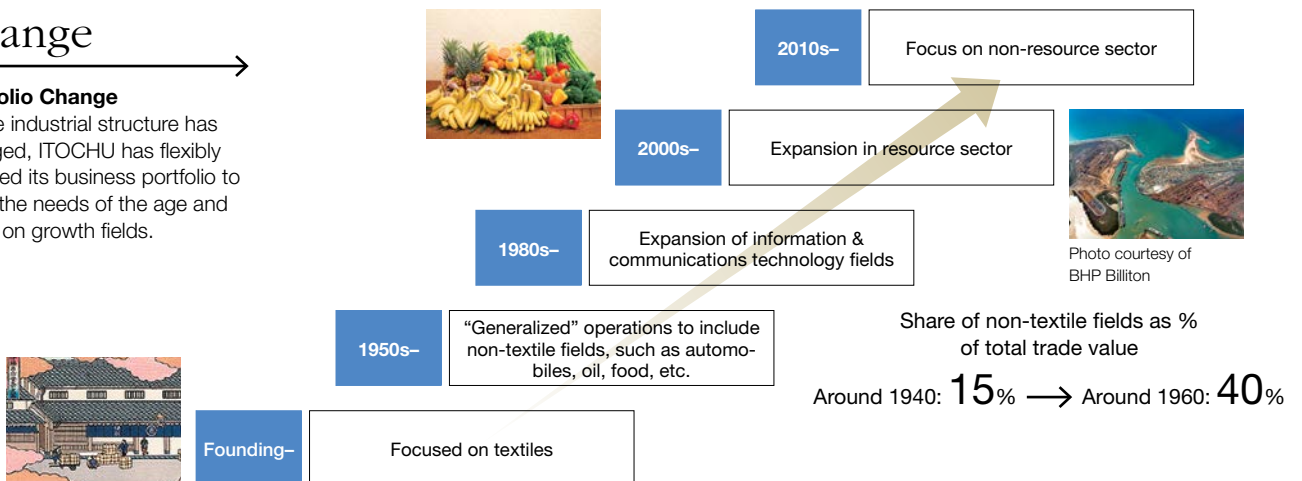 ange
olio Change
e industrial structure has
ged, ITOCHU has flexibly
ed its business portfolio to
the needs of the age and
on growth fields.
2010s–
Focus on non-resource sector
2000s–
Expansion in resource sector
Photo courtesy of
BHP Billiton
1980s–
Expansion of information &
communications technology fields
1950s–
“Generalized” operations to include
non-textile fields, such as automo-
biles, oil, food, etc.
Share of non-textile fields as %
of total trade value
Around 1940: 15% → Around 1960: 40%
Founding–
Focused on textiles